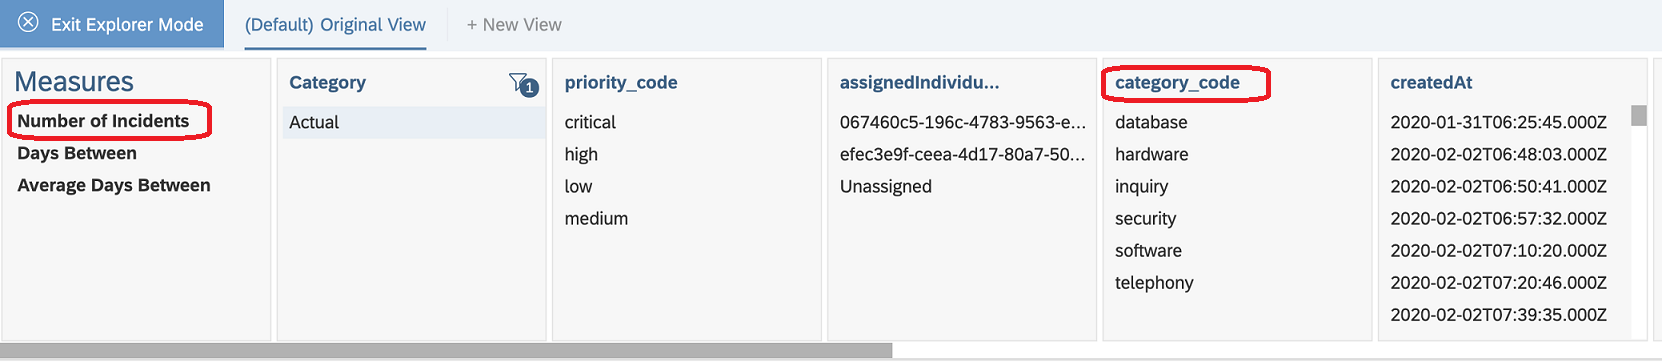 Exit Explorer Mode
(Default) Original View
+ New View
Measures
Number of Incidents
Days Between
Average Days Between
Category
1
Actual
priority_code
critical
high
low
medium
assignedIndividu...
067460c5-196c-4783-9563-e...
efec3e9f-ceea-4d17-80a7-50...
Unassigned
category_code
database
hardware
inquiry
security
software
telephony
createdAt
2020-01-31T06:25:45.000Z
2020-02-02T06:48:03.000Z
2020-02-02T06:50:41.000Z
2020-02-02T06:57:32.000Z
2020-02-02T07:10:20.000Z
2020-02-02T07:20:46.000Z
2020-02-02T07:39:35.000Z